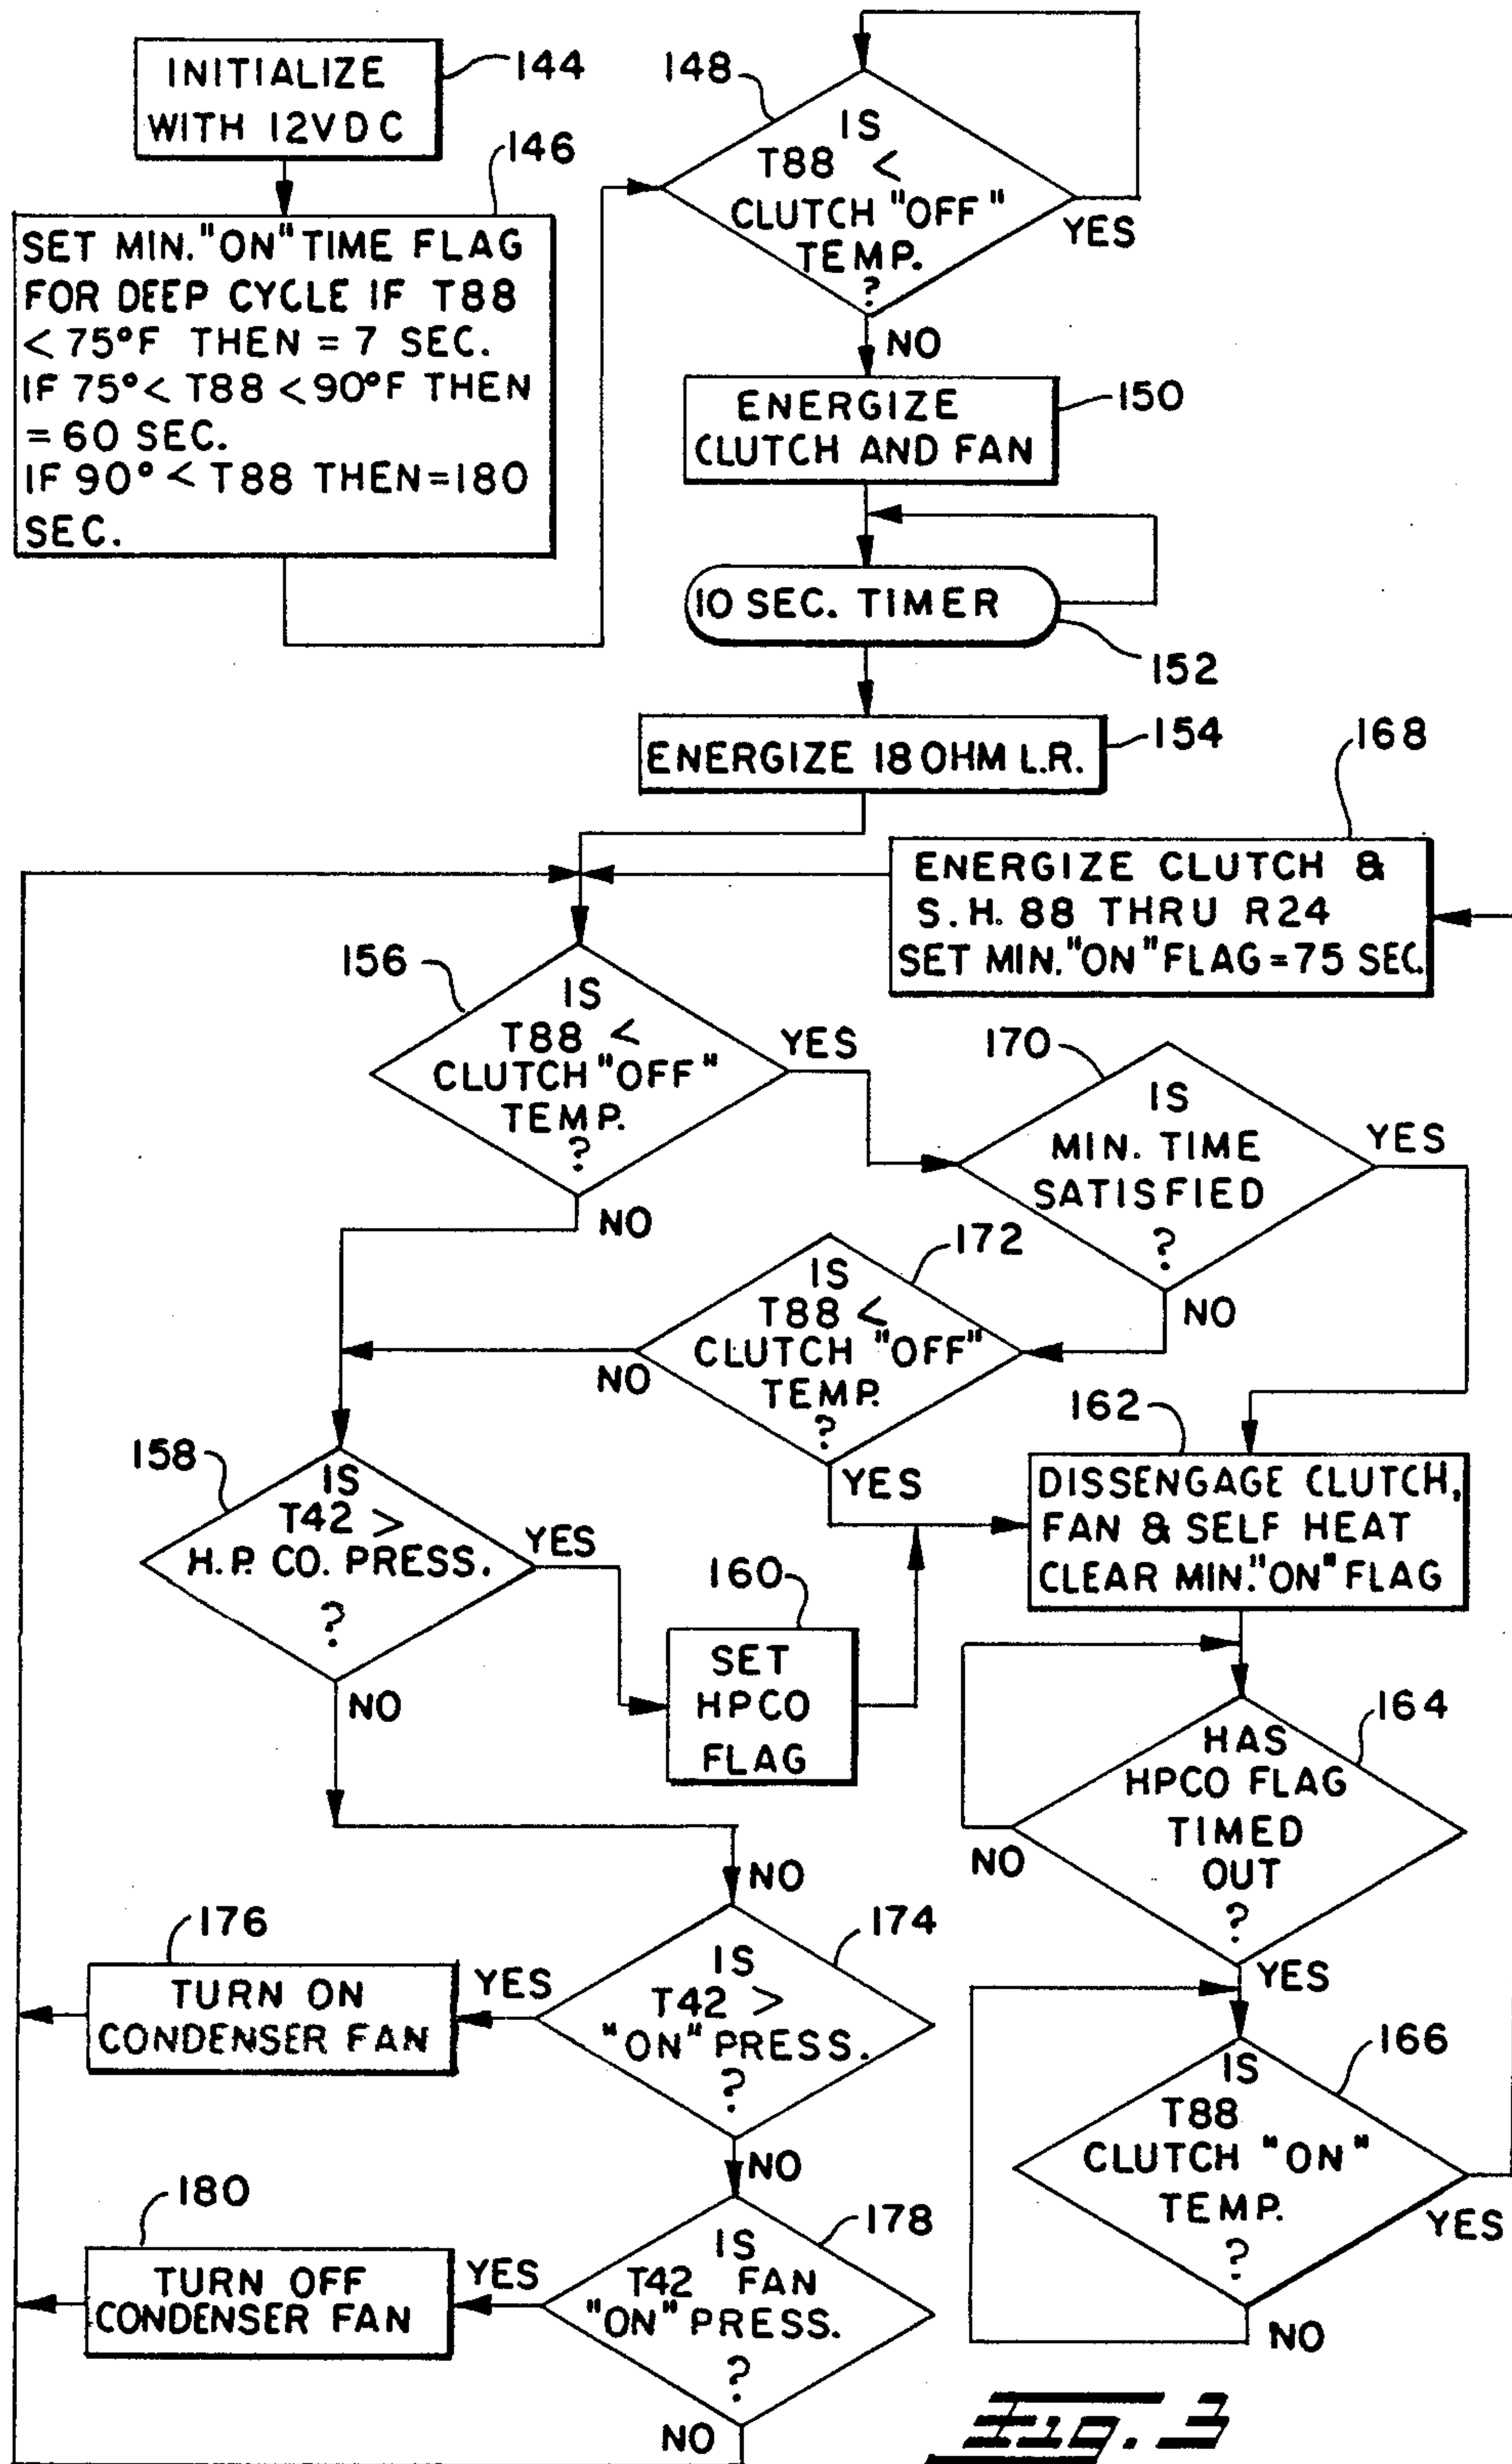 INITIALIZE
WITH 12VDC
144
146
SET MIN. "ON" TIME FLAG
FOR DEEP CYCLE IF T88
< 75°F THEN = 7 SEC.
IF 75° < T88 < 90°F THEN
= 60 SEC.
IF 90° < T88 THEN = 180
SEC.
148
IS
T88 <
CLUTCH "OFF"
TEMP.
?
YES
NO
ENERGIZE
CLUTCH AND FAN
150
10 SEC. TIMER
152
ENERGIZE 18 OHM L.R.
154
168
ENERGIZE CLUTCH &
S.H. 88 THRU R24
SET MIN. "ON" FLAG = 75 SEC.
156
IS
T88 <
CLUTCH "OFF"
TEMP.
?
YES
NO
170
IS
MIN. TIME
SATISFIED
?
YES
NO
172
IS
T88 <
CLUTCH "OFF"
TEMP.
?
NO
YES
158
IS
T42 >
H.P. CO. PRESS.
?
YES
NO
160
SET
HPCO
FLAG
162
DISSENGAGE CLUTCH,
FAN & SELF HEAT
CLEAR MIN. "ON" FLAG
164
HAS
HPCO FLAG
TIMED
OUT
?
NO
YES
NO
174
IS
T42 >
"ON" PRESS.
?
YES
NO
176
TURN ON
CONDENSER FAN
166
IS
T88
CLUTCH "ON"
TEMP.
?
YES
NO
178
IS
T42 FAN
"ON" PRESS.
?
YES
NO
180
TURN OFF
CONDENSER FAN
Fig. 3